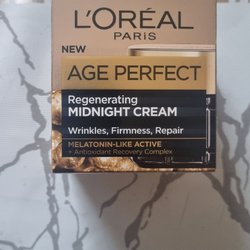 L'ORÉAL
PARIS
NEW
AGE PERFECT
Regenerating
MIDNIGHT CREAM
Wrinkles, Firmness, Repair
MELATONIN-LIKE ACTIVE
+ Antioxidant Recovery Complex